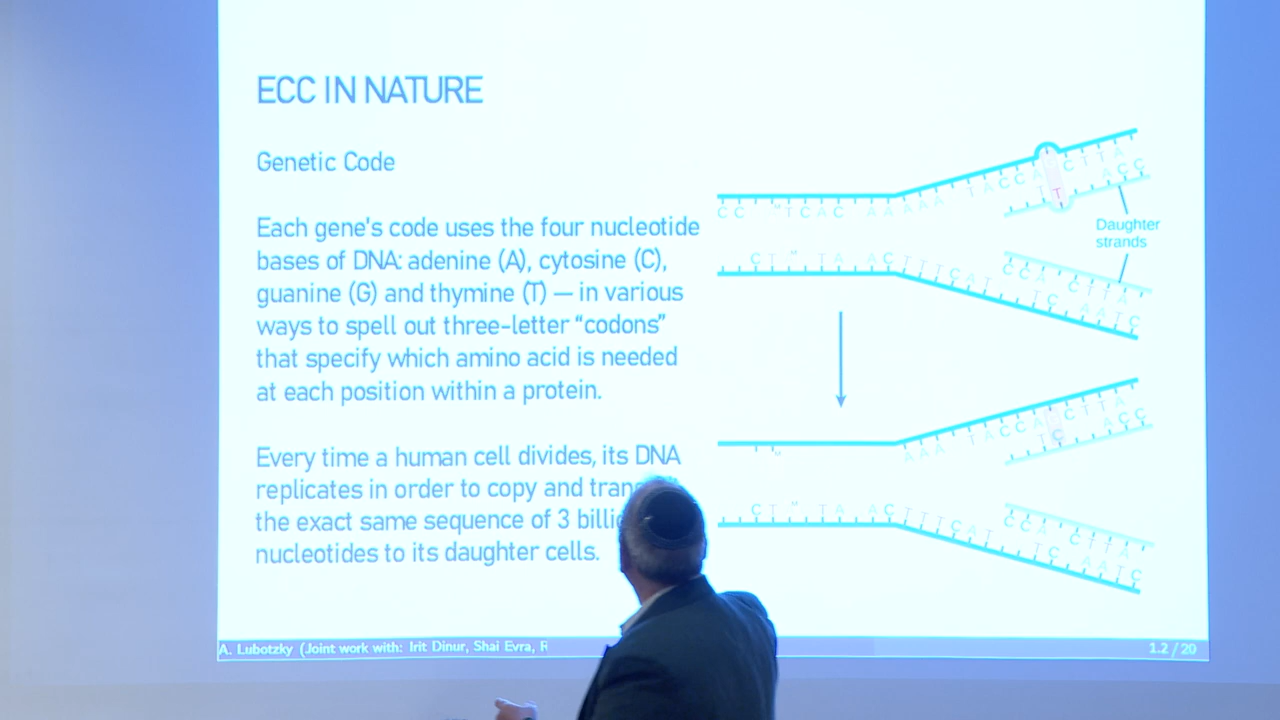 ECC IN NATURE
Genetic Code
Each gene's code uses the four nucleotide
bases of DNA: adenine (A), cytosine (C),
guanine (G) and thymine (T) — in various
ways to spell out three-letter “codons”
that specify which amino acid is needed
at each position within a protein.
Every time a human cell divides, its DNA
replicates in order to copy and
the exact same sequence of 3
nucleotides to its daughter cells.
Daughter
strands
A. Lubotzky (Joint work with: Irit Dinur, Shai Evra, R
1.2 / 20